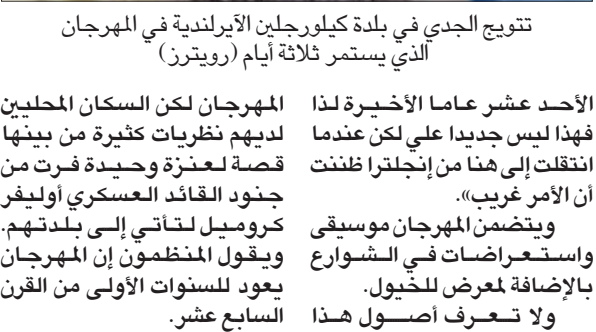 تتويج الجدي في بلدة كيلورجلين الآيرلندية في المهرجان
الذي يستمر ثلاثة أيام (رويترز)
الأحد عشر عاما الأخيرة لذا
فهذا ليس جديدا علي لكن عندما
انتقلت إلى هنا من إنجلترا ظننت
أن الأمر غريب».
ويتضمن المهرجان موسيقى
واستعراضات في الشوارع
بالإضافة لمعرض للخيول.
ولا تعرف أصول هذا
المهرجان لكن السكان المحليين
لديهم نظريات كثيرة من بينها
قصة لعنزة وحيدة فرت من
جنود القائد العسكري أوليفر
كروميل لتأتي إلى بلدتهم.
ويقول المنظمون إن المهرجان
يعود للسنوات الأولى من القرن
السابع عشر.